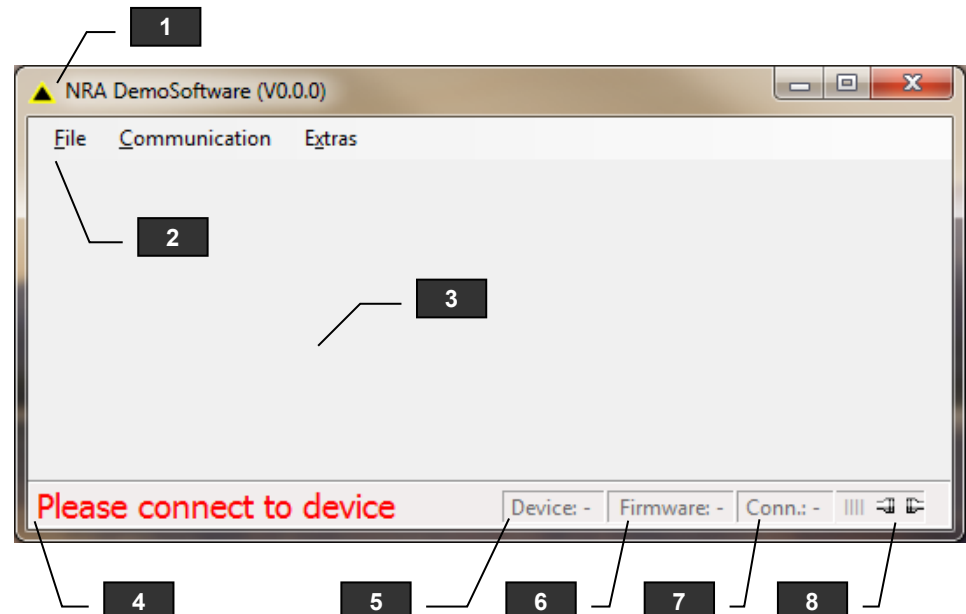 1
NRA DemoSoftware (V0.0.0)
File Communication Extras
2
3
Please connect to device Device: - Firmware: - Conn.: -
4 5 6 7 8